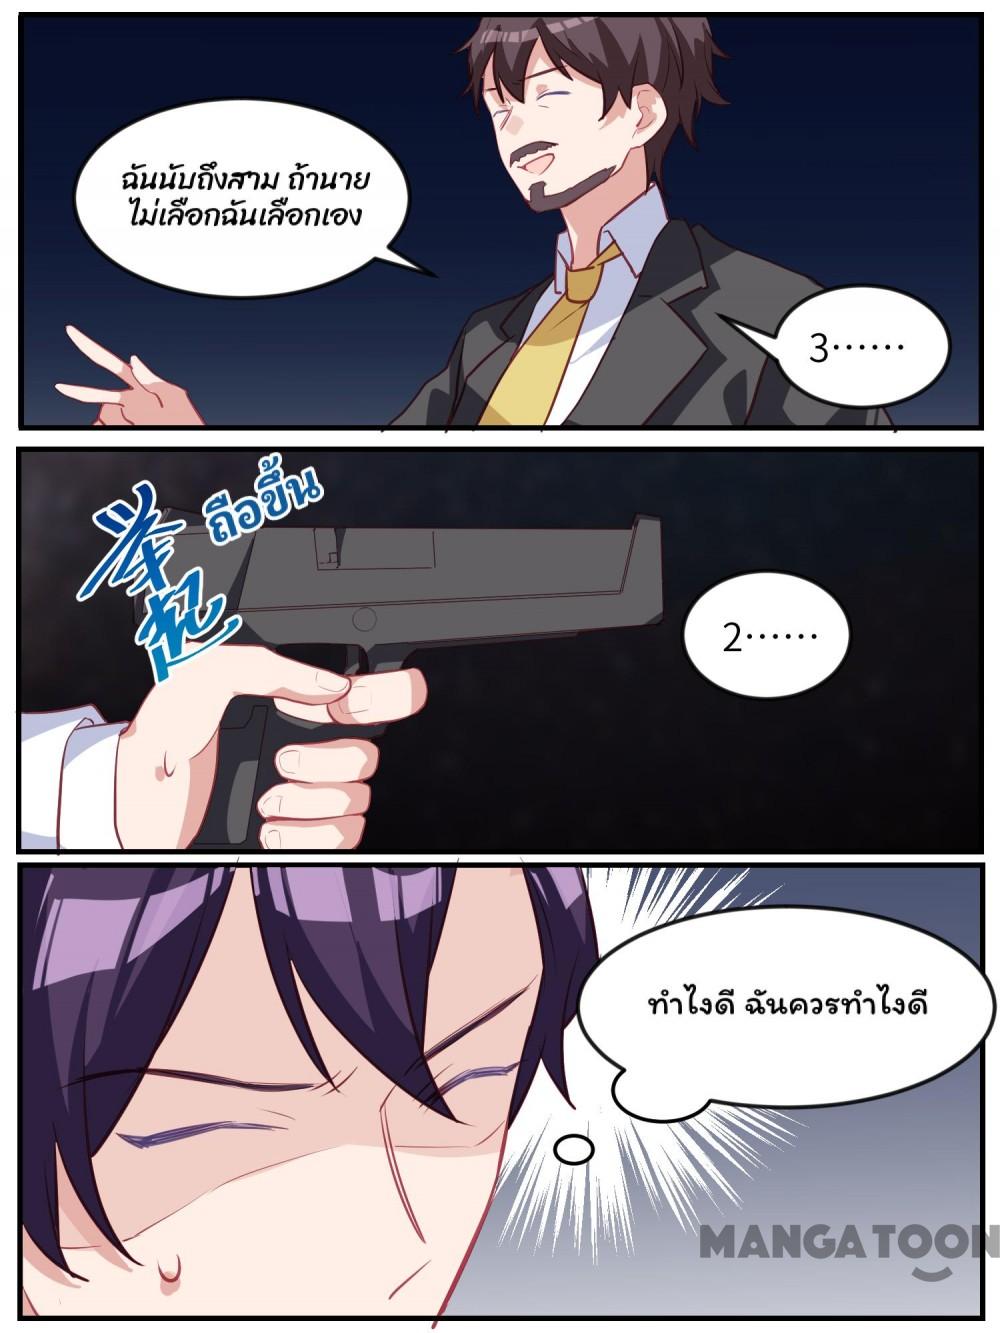 ฉันนับถึงสาม ถ้านาย
ไม่เลือกฉันเลือกเอง
3……
举起
ถือขึ้น
2……
ทำไงดี ฉันควรทำไงดี
MANGATOON